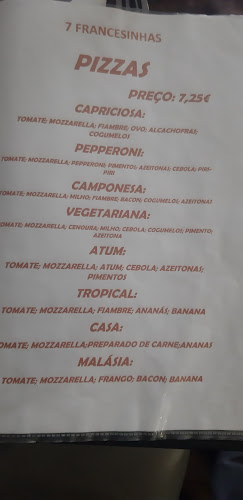 7 FRANCESINHAS
PIZZAS
PREÇO: 7,25€
CAPRICIOSA:
TOMATE; MOZZARELLA; FIAMBRE; OVO; ALCACHOFRAS;
COGUMELOS
PEPPERONI:
TOMATE; MOZZARELLA; PEPPERONI; PIMENTOS; AZEITONAS; CEBOLA; PIRI-
PIRI
CAMPONESA:
TOMATE; MOZZARELLA; MILHO; FIAMBRE; BACON; COGUMELOS; AZEITONAS
VEGETARIANA:
TOMATE; MOZZARELLA; CENOURA; MILHO; CEBOLA; COGUMELOS; PIMENTO;
AZEITONA
ATUM:
TOMATE; MOZZARELLA; ATUM; CEBOLA; AZEITONAS;
PIMENTOS
TROPICAL:
TOMATE; MOZZARELLA; FIAMBRE; ANANÁS; BANANA
CASA:
TOMATE; MOZZARELLA;PREPARADO DE CARNE;ANANAS
MALÁSIA:
TOMATE; MOZZARELLA; FRANGO; BACON; BANANA